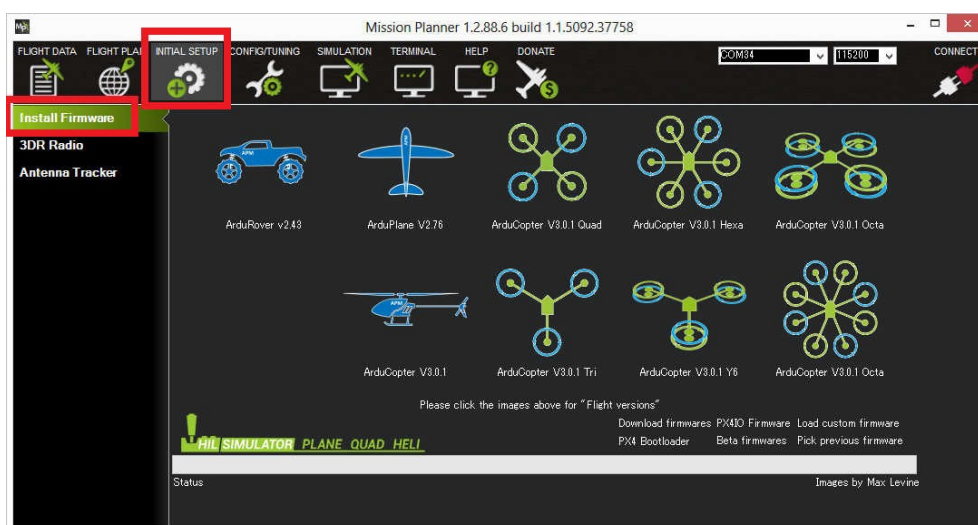 Mission Planner 1.2.88.6 build 1.1.5092.37758
FLIGHT DATA FLIGHT PLA INITIAL SETUP CONFIG/TUNING SIMULATION TERMINAL HELP DONATE COM34 115200 CONNECT
Install Firmware
3DR Radio
Antenna Tracker
APM
ArduRover v2.43 ArduPlane V2.76 ArduCopter V3.0.1 Quad ArduCopter V3.0.1 Hexa ArduCopter V3.0.1 Octa
APM
ArduCopter V3.0.1 ArduCopter V3.0.1 Tri ArduCopter V3.0.1 Y6 ArduCopter V3.0.1 Octa
Please click the images above for "Flight versions"
Download firmwares PX4IO Firmware Load custom firmware
PX4 Bootloader Beta firmwares Pick previous firmware
HIL SIMULATOR PLANE QUAD HELI
Status Images by Max Levine